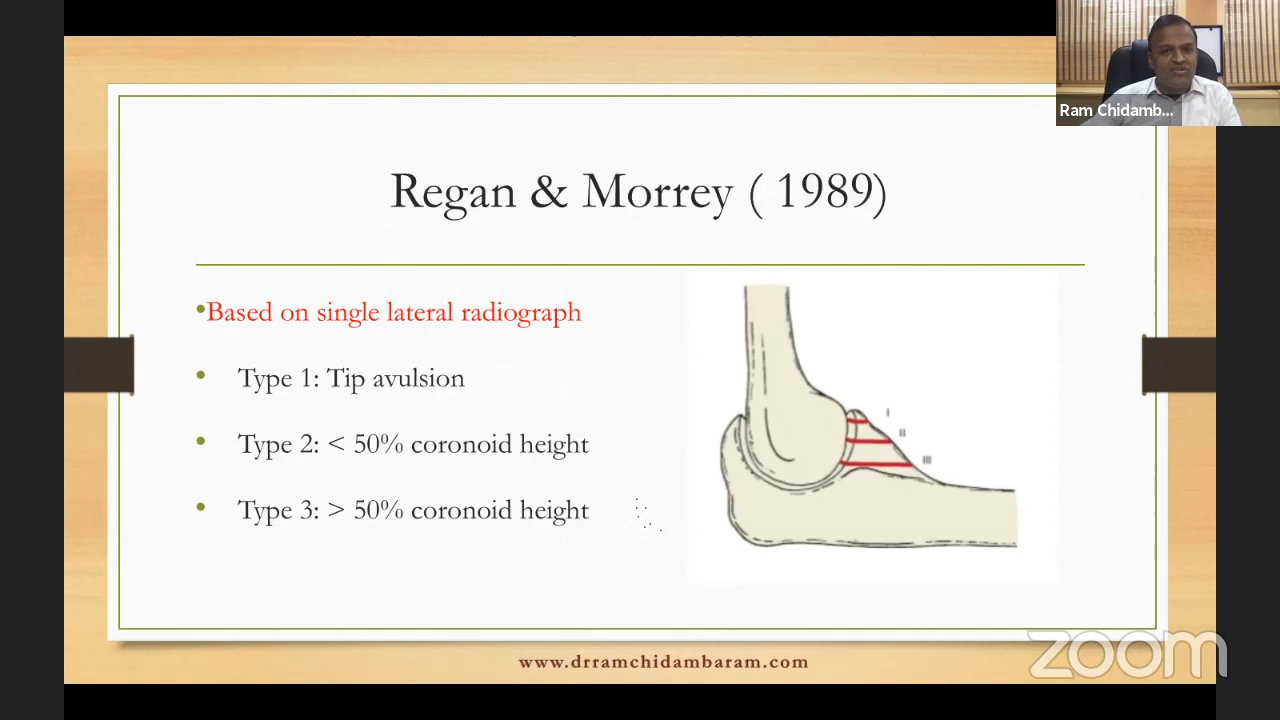 Ram Chidamb...
Regan & Morrey ( 1989)
•Based on single lateral radiograph
• Type 1: Tip avulsion
• Type 2: < 50% coronoid height
• Type 3: > 50% coronoid height
I
II
III
www.drramchidambaram.com
zoom